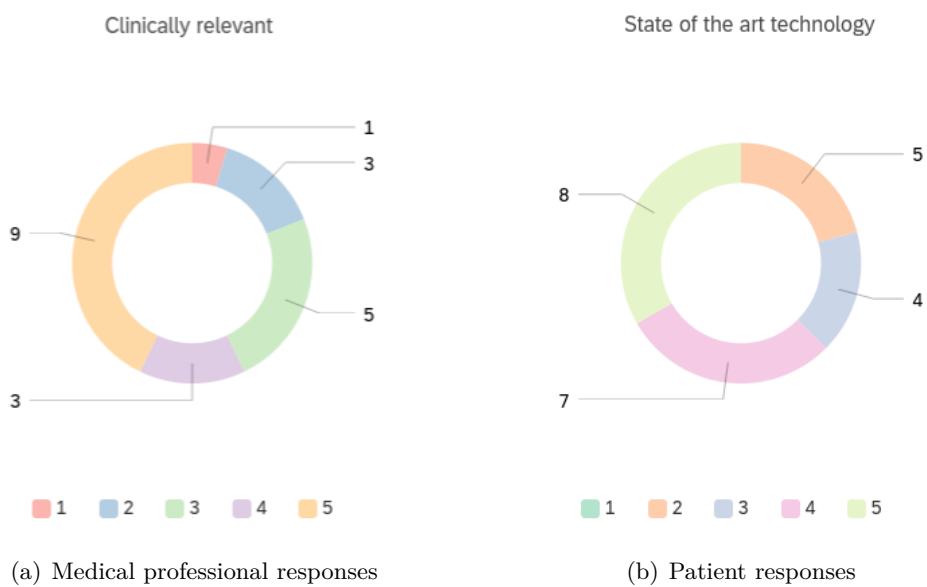 Clinically relevant
1
3
9
5
3
1 2 3 4 5
(a) Medical professional responses
State of the art technology
5
8
4
7
1 2 3 4 5
(b) Patient responses